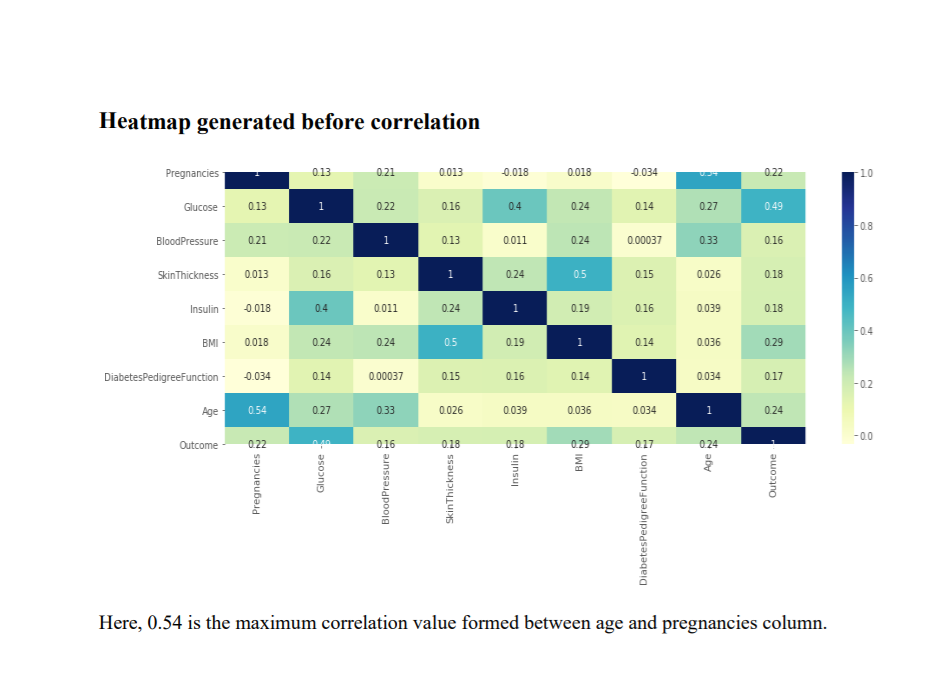 Heatmap generated before correlation
Pregnancies 1 0.13 0.21 0.013 -0.018 0.018 -0.034 0.54 0.22 1.0
Glucose 0.13 1 0.22 0.16 0.4 0.24 0.14 0.27 0.49 0.8
BloodPressure 0.21 0.22 1 0.13 0.011 0.24 0.00037 0.33 0.16
SkinThickness 0.013 0.16 0.13 1 0.24 0.5 0.15 0.026 0.18 0.6
Insulin -0.018 0.4 0.011 0.24 1 0.19 0.16 0.039 0.18 0.4
BMI 0.018 0.24 0.24 0.5 0.19 1 0.14 0.036 0.29
DiabetesPedigreeFunction -0.034 0.14 0.00037 0.15 0.16 0.14 1 0.034 0.17 0.2
Age 0.54 0.27 0.33 0.026 0.039 0.036 0.034 1 0.24
Outcome 0.22 0.49 0.16 0.18 0.18 0.29 0.17 0.24 1 0.0
Pregnancies
Glucose
BloodPressure
SkinThickness
Insulin
BMI
DiabetesPedigreeFunction
Age
Outcome
Here, 0.54 is the maximum correlation value formed between age and pregnancies column.